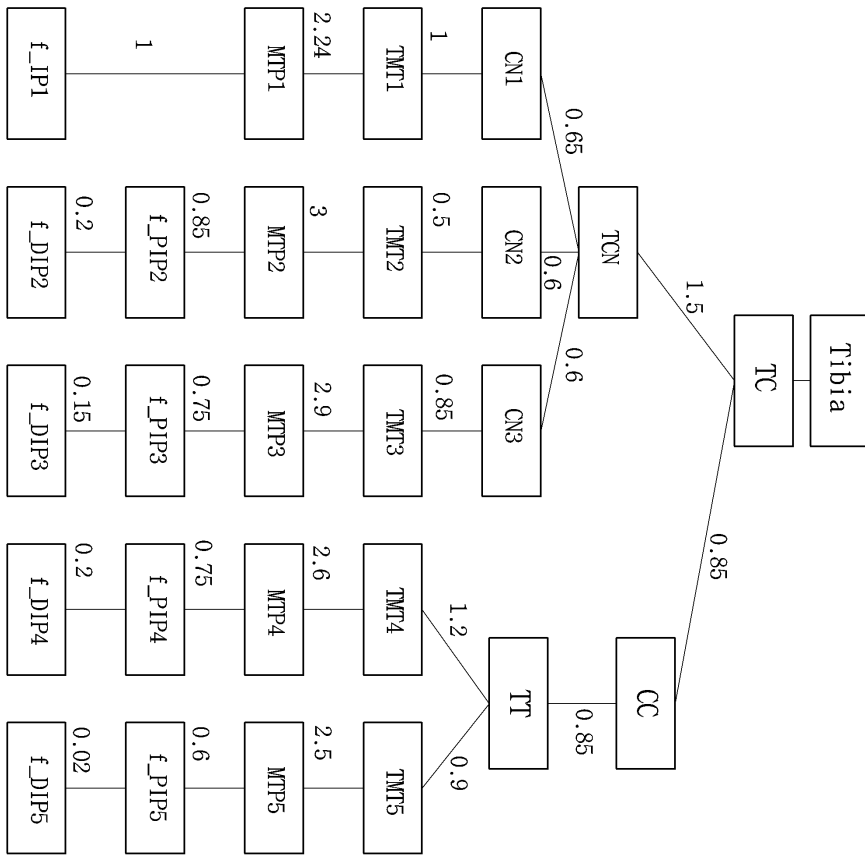 Tibia
TC
1.5
0.85
TCN
CC
0.65
0.6
0.6
0.85
CN1
CN2
CN3
TT
1
0.5
0.85
1.2
0.9
TMT1
TMT2
TMT3
TMT4
TMT5
2.24
3
2.9
2.6
2.5
MTP1
MTP2
MTP3
MTP4
MTP5
1
0.85
0.75
0.75
0.6
f_PIP2
f_PIP3
f_PIP4
f_PIP5
0.2
0.15
0.2
0.02
f_IP1
f_DIP2
f_DIP3
f_DIP4
f_DIP5